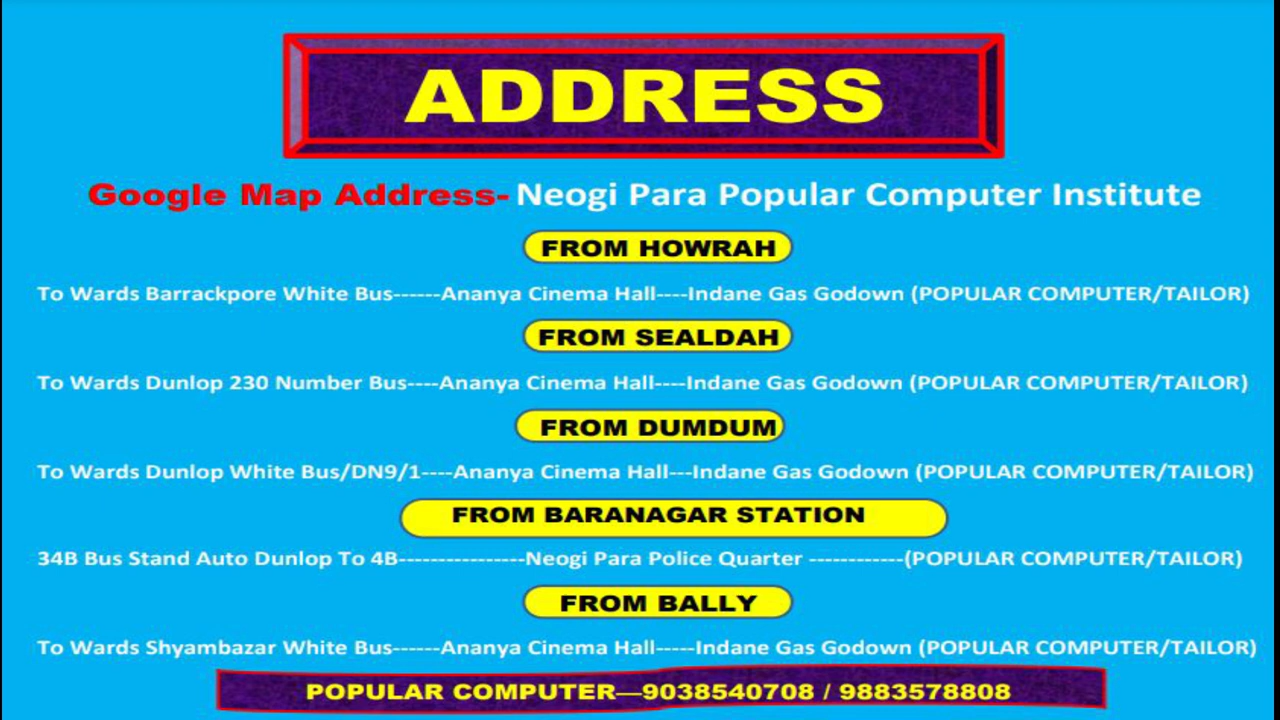 ADDRESS
Google Map Address- Neogi Para Popular Computer Institute
FROM HOWRAH
To Wards Barrackpore White Bus------Ananya Cinema Hall----Indane Gas Godown (POPULAR COMPUTER/TAILOR)
FROM SEALDAH
To Wards Dunlop 230 Number Bus----Ananya Cinema Hall----Indane Gas Godown (POPULAR COMPUTER/TAILOR)
FROM DUMDUM
To Wards Dunlop White Bus/DN9/1----Ananya Cinema Hall---Indane Gas Godown (POPULAR COMPUTER/TAILOR)
FROM BARANAGAR STATION
34B Bus Stand Auto Dunlop To 4B----------------Neogi Para Police Quarter ------------(POPULAR COMPUTER/TAILOR)
FROM BALLY
To Wards Shyambazar White Bus------Ananya Cinema Hall-----Indane Gas Godown (POPULAR COMPUTER/TAILOR)
POPULAR COMPUTER—9038540708 / 9883578808